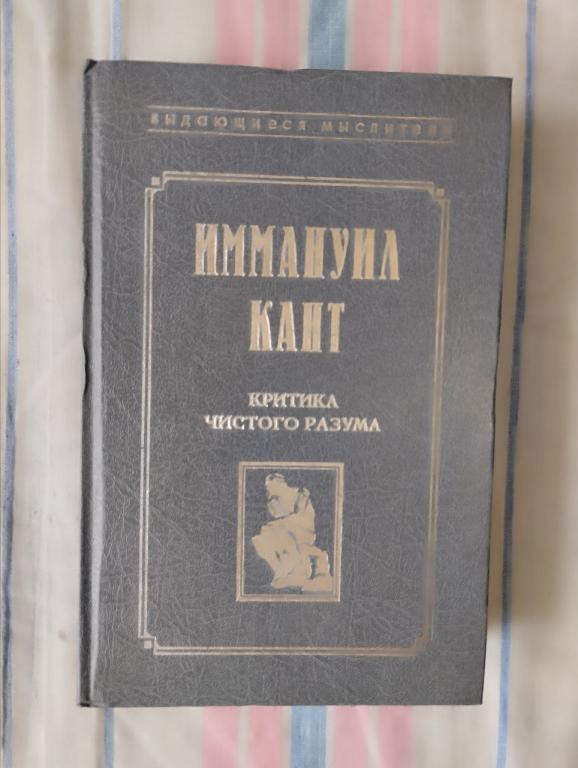 выдающиеся мыслители
ИММАНУИЛ
КАНТ
КРИТИКА
ЧИСТОГО РАЗУМА